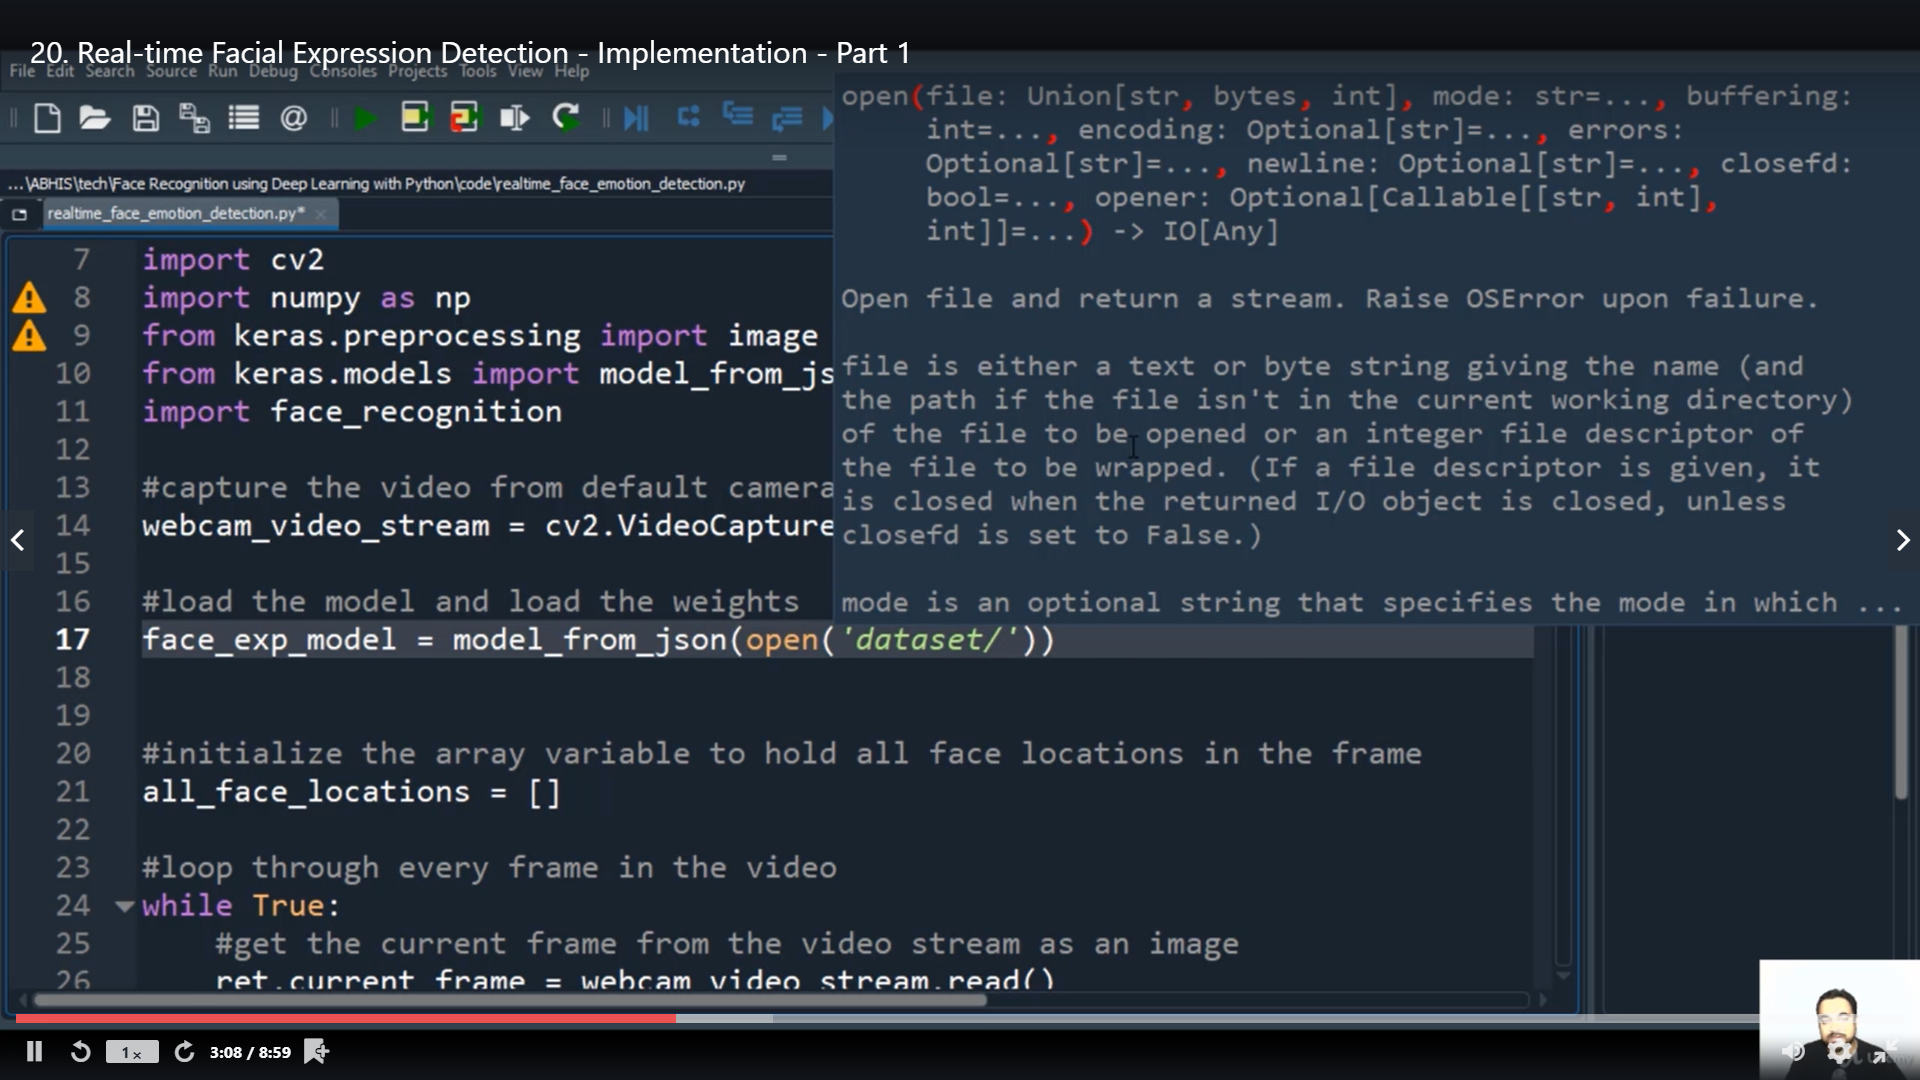 20. Real-time Facial Expression Detection - Implementation - Part 1
File Edit Search Source Run Debug Consoles Projects Tools View Help
...\ABHIS\tech\Face Recognition using Deep Learning with Python\code\realtime_face_emotion_detection.py
realtime_face_emotion_detection.py*
open(file: Union[str, bytes, int], mode: str=..., buffering:
int=..., encoding: Optional[str]=..., errors:
Optional[str]=..., newline: Optional[str]=..., closefd:
bool=..., opener: Optional[Callable[[str, int],
int]]=...) -> IO[Any]
Open file and return a stream. Raise OSError upon failure.
file is either a text or byte string giving the name (and
the path if the file isn't in the current working directory)
of the file to be opened or an integer file descriptor of
the file to be wrapped. (If a file descriptor is given, it
is closed when the returned I/O object is closed, unless
closefd is set to False.)
mode is an optional string that specifies the mode in which ...
7 import cv2
8 import numpy as np
9 from keras.preprocessing import image
10 from keras.models import model_from_js
11 import face_recognition
12
13 #capture the video from default camera
14 webcam_video_stream = cv2.VideoCapture
15
16 #load the model and load the weights
17 face_exp_model = model_from_json(open('dataset/'))
18
19
20 #initialize the array variable to hold all face locations in the frame
21 all_face_locations = []
22
23 #loop through every frame in the video
24 while True:
25 #get the current frame from the video stream as an image
26 ret,current_frame = webcam_video_stream.read()
1x
3:08 / 8:59